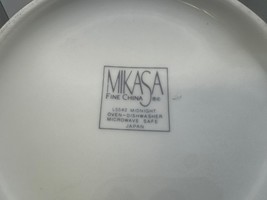 MIKASA
FINE CHINA
MIDNIGHT
OVEN-DISHWASHER
MICROWAVE SAFE
JAPAN